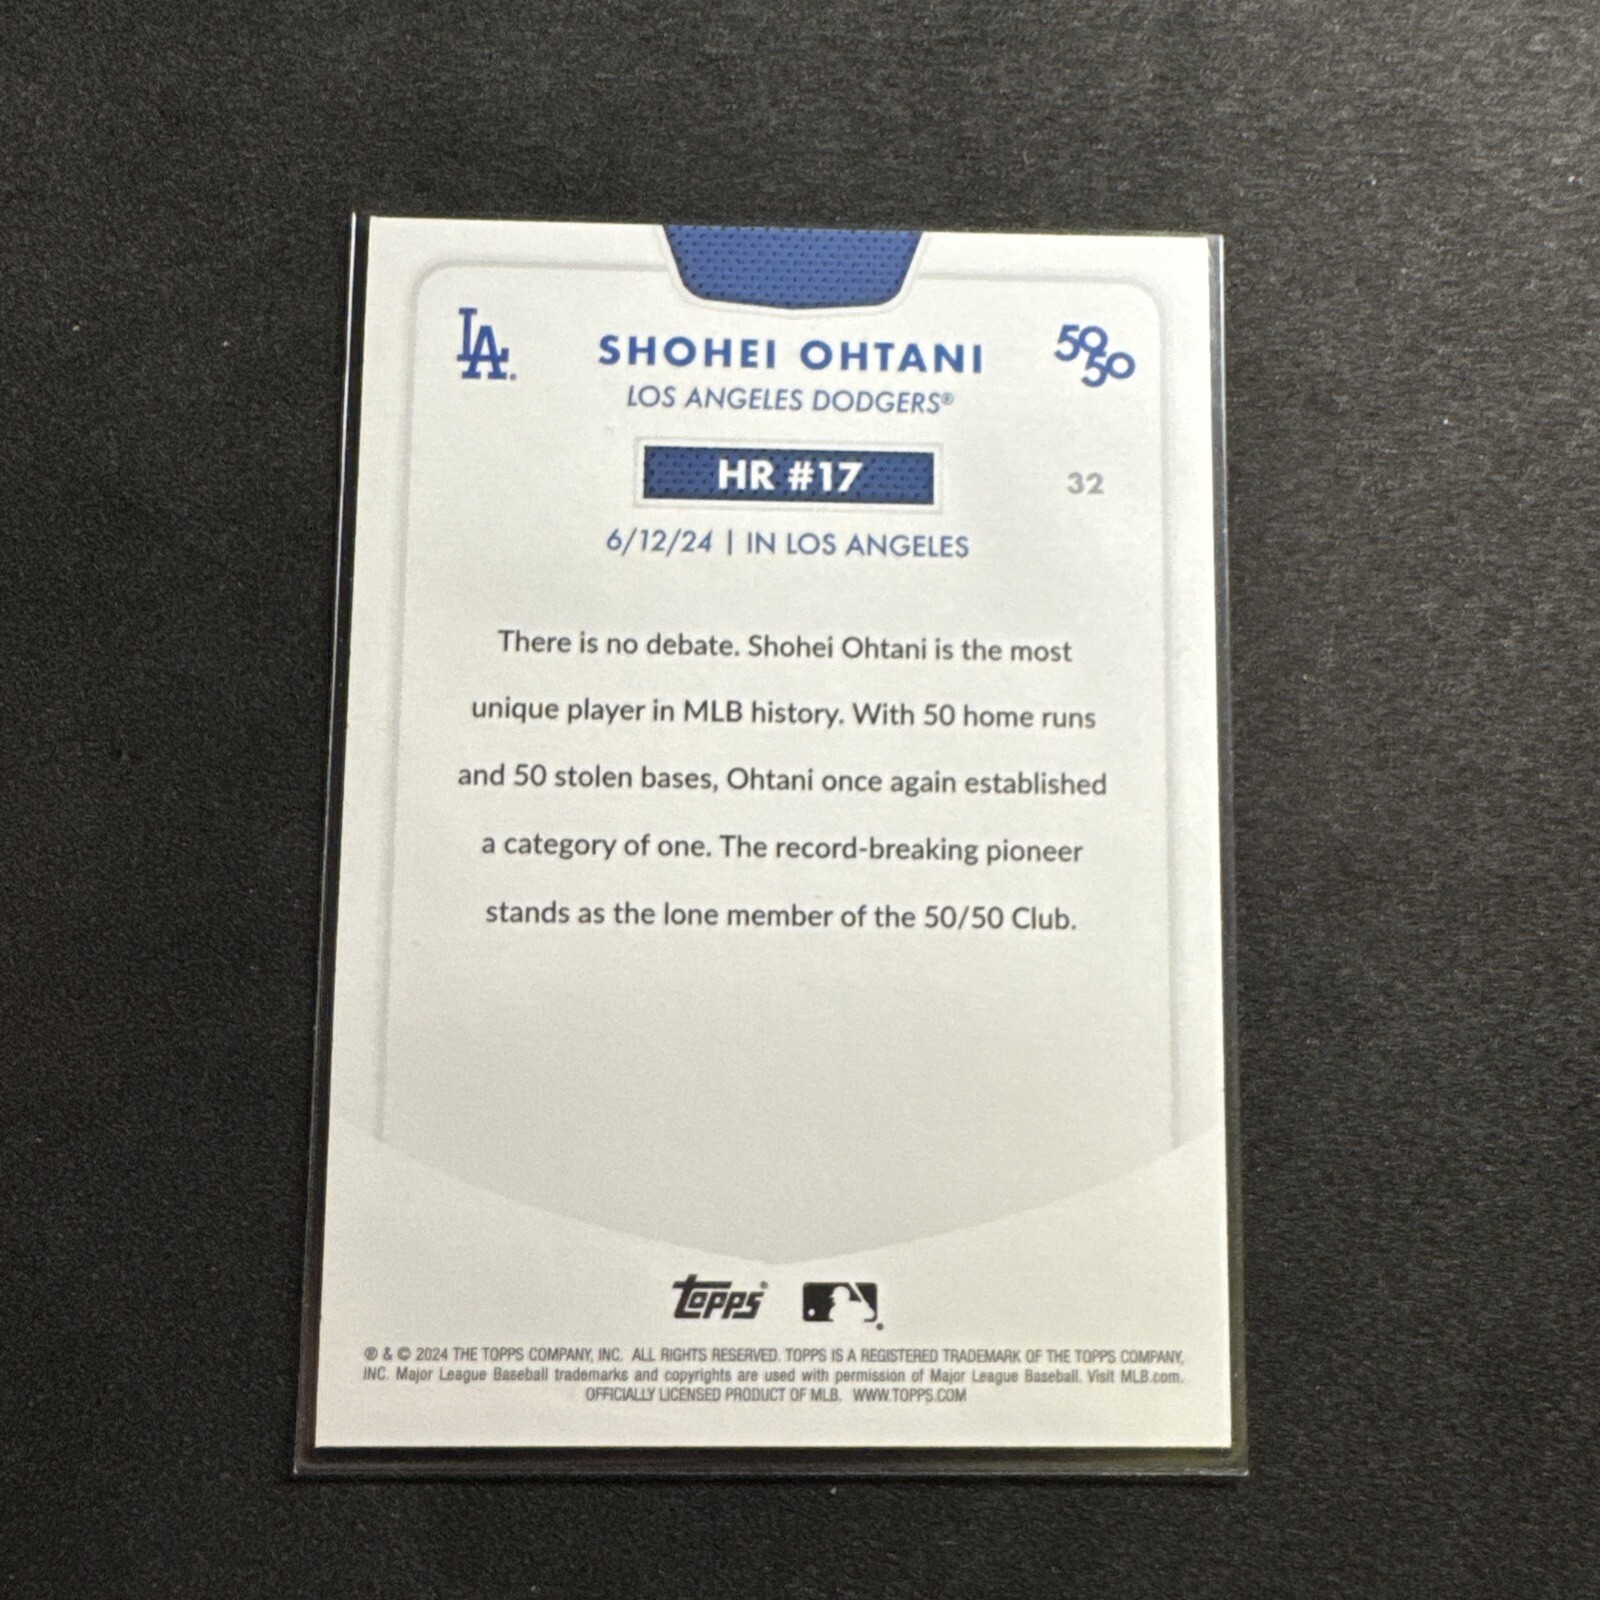 LA
SHOHEI OHTANI
50/50
LOS ANGELES DODGERS®
HR #17
32
6/12/24 | IN LOS ANGELES
There is no debate. Shohei Ohtani is the most
unique player in MLB history. With 50 home runs
and 50 stolen bases, Ohtani once again established
a category of one. The record-breaking pioneer
stands as the lone member of the 50/50 Club.
Topps®
® & © 2024 THE TOPPS COMPANY, INC. ALL RIGHTS RESERVED. TOPPS IS A REGISTERED TRADEMARK OF THE TOPPS COMPANY,
INC. Major League Baseball trademarks and copyrights are used with permission of Major League Baseball. Visit MLB.com.
OFFICIALLY LICENSED PRODUCT OF MLB. WWW.TOPPS.COM